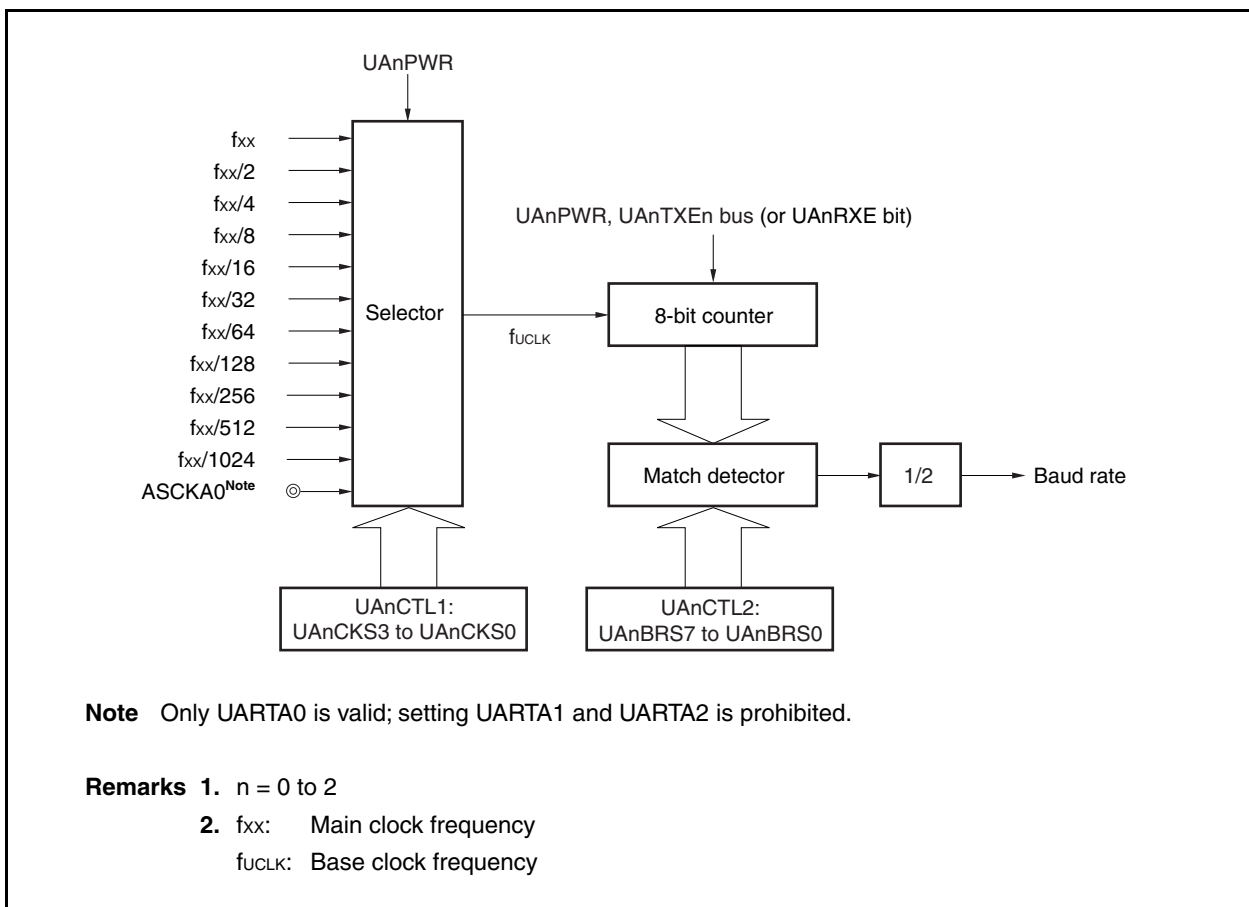 UAnPWR
fxx
fxx/2
fxx/4
fxx/8
fxx/16
fxx/32
fxx/64
fxx/128
fxx/256
fxx/512
fxx/1024
ASCKA0Note
Selector
fUCLK
UAnPWR, UAnTXEn bus (or UAnRXE bit)
8-bit counter
Match detector
1/2
Baud rate
UAnCTL1:
UAnCKS3 to UAnCKS0
UAnCTL2:
UAnBRS7 to UAnBRS0
Note Only UARTA0 is valid; setting UARTA1 and UARTA2 is prohibited.
Remarks 1. n = 0 to 2
2. fxx: Main clock frequency
fUCLK: Base clock frequency